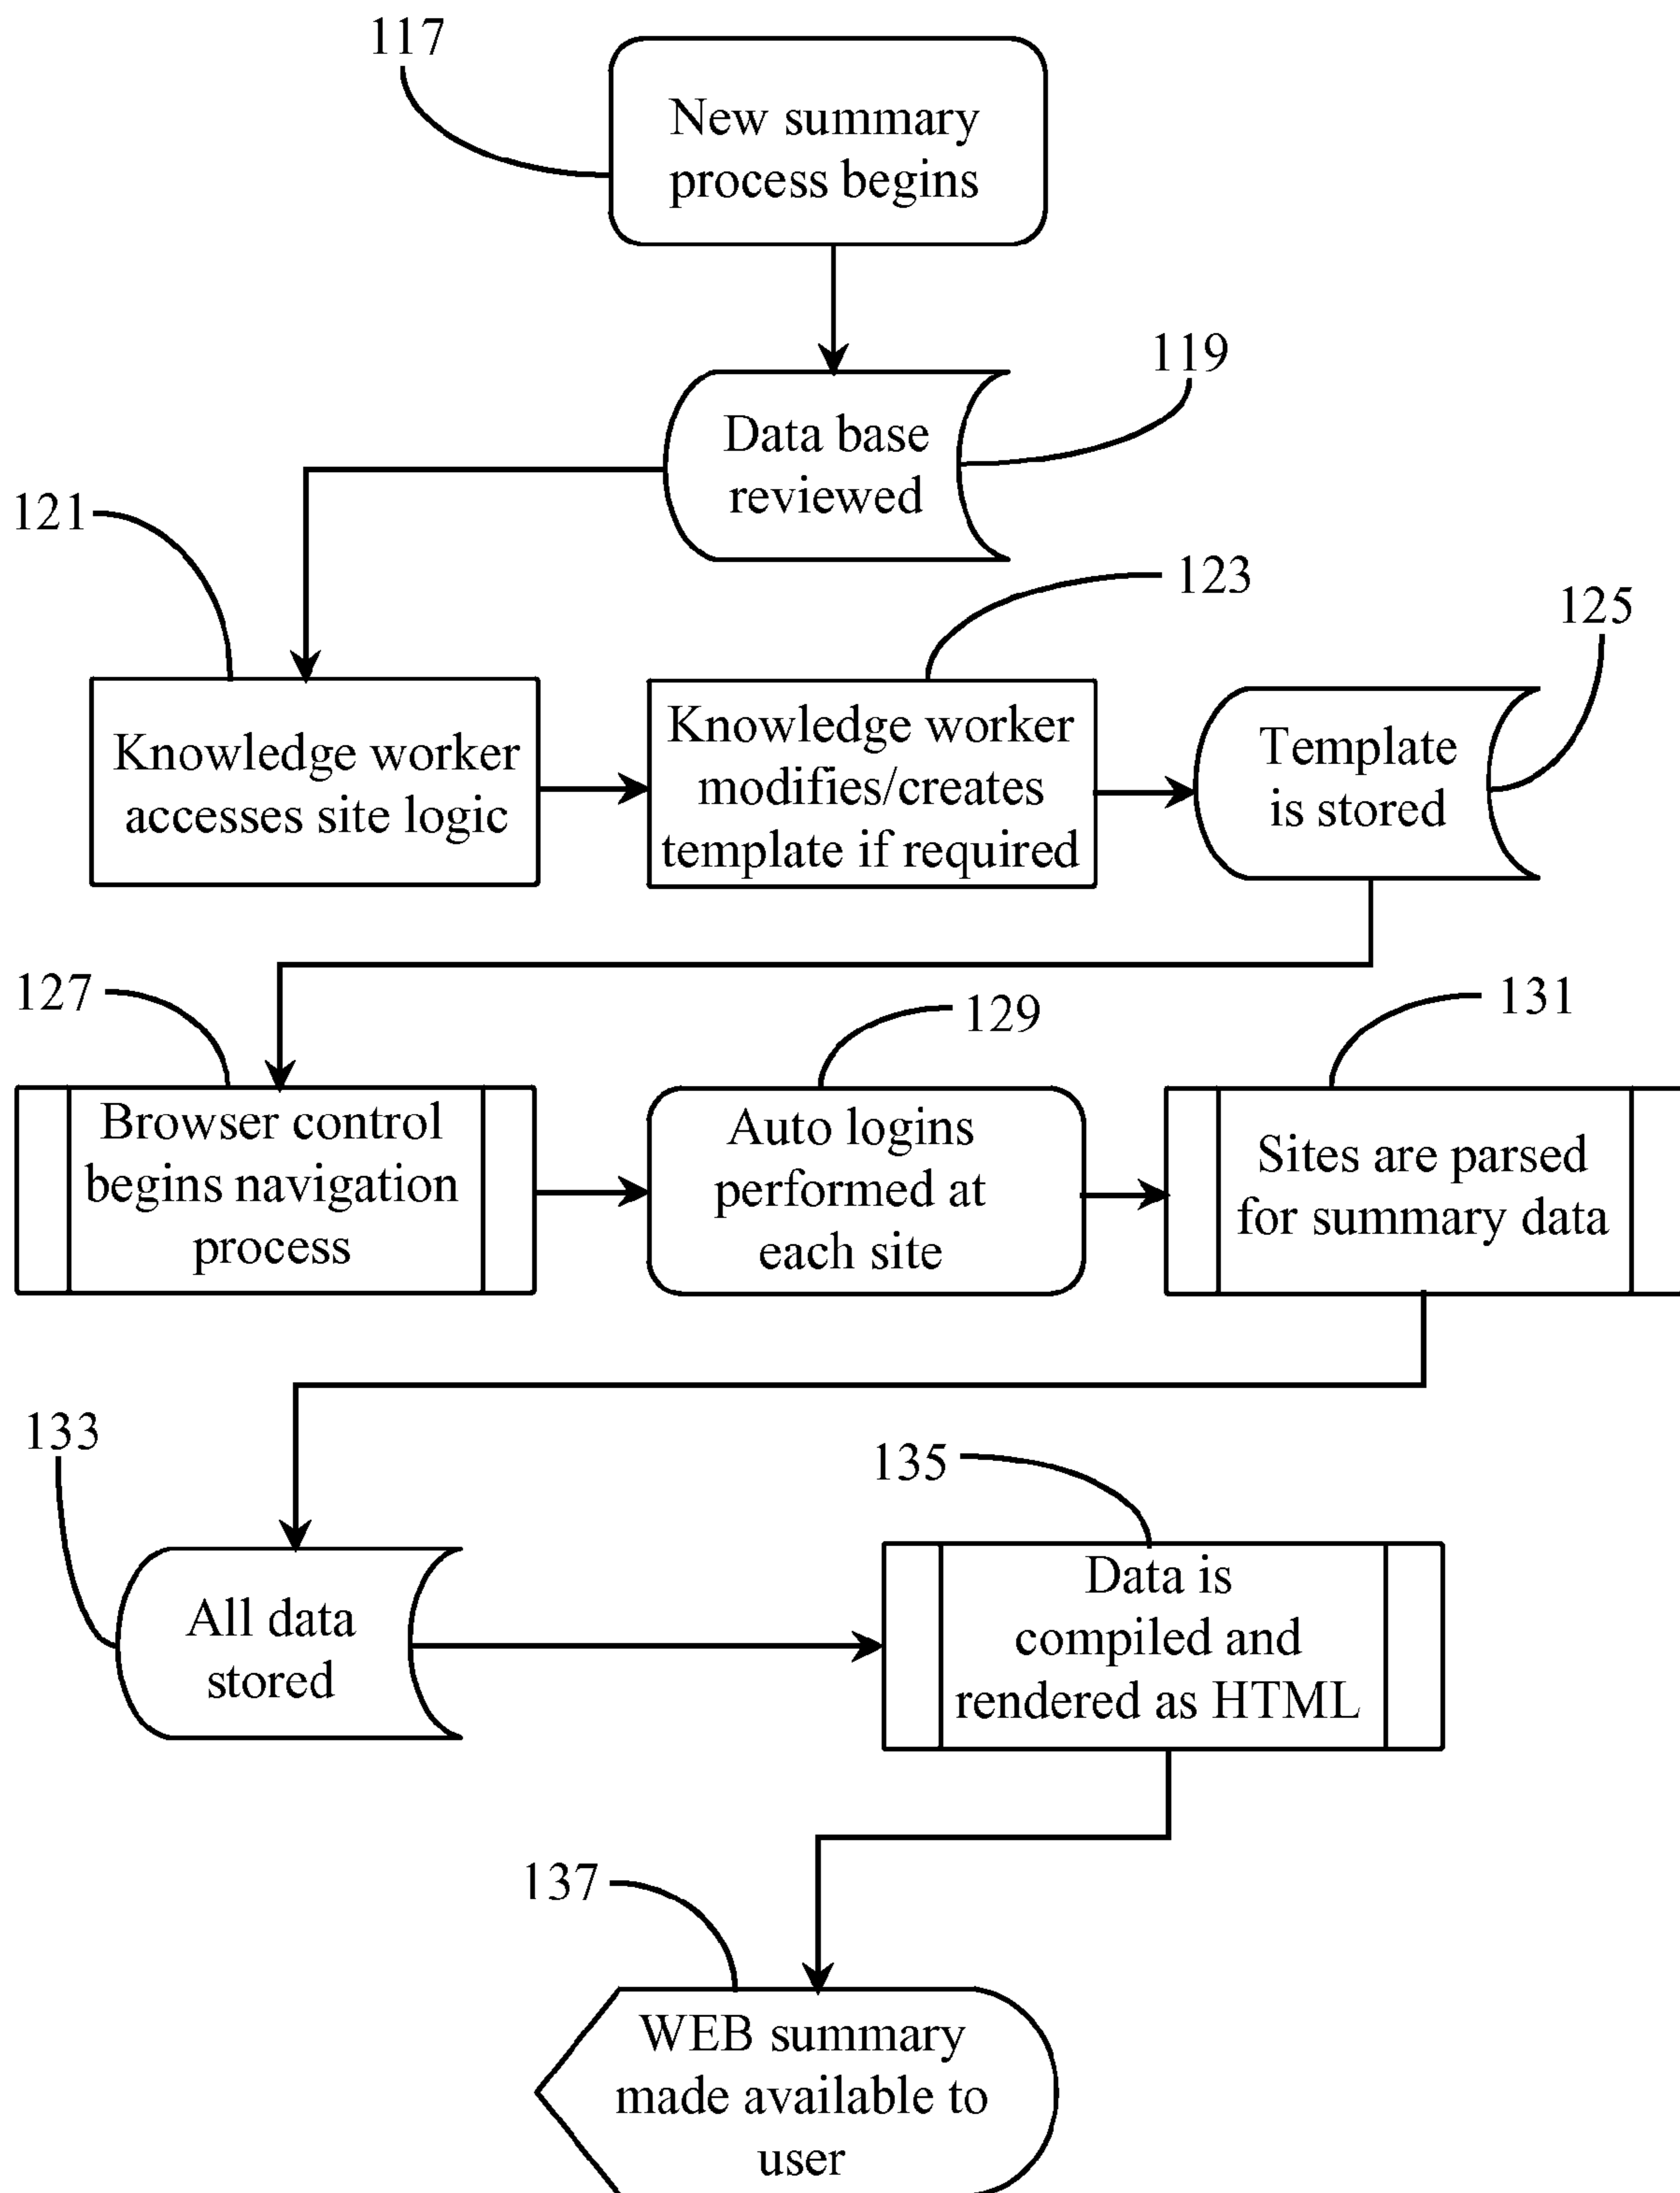 117
New summary
process begins
119
Data base
reviewed
121
123
125
Knowledge worker
accesses site logic
Knowledge worker
modifies/creates
template if required
Template
is stored
127
129
131
Browser control
begins navigation
process
Auto logins
performed at
each site
Sites are parsed
for summary data
133
135
All data
stored
Data is
compiled and
rendered as HTML
137
WEB summary
made available to
user